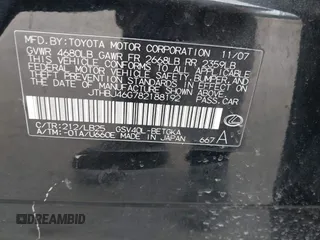 MFD. BY: TOYOTA MOTOR CORPORATION 11/07
GVWR 4680LB GAWR FR 2668LB RR 2359LB
THIS VEHICLE CONFORMS TO ALL APPLICABLE
FEDERAL MOTOR VEHICLE SAFETY, BUMPER,
AND THEFT PREVENTION STANDARDS IN EFFECT ON
THE DATE OF MANUFACTURE SHOWN ABOVE.
JTHBJ46G782188192 PASS.CAR
C/TR:212/LB25 GSV40L-BETGKA
A/TM:-01A/U660E MADE IN JAPAN 667 A
DREAMBID